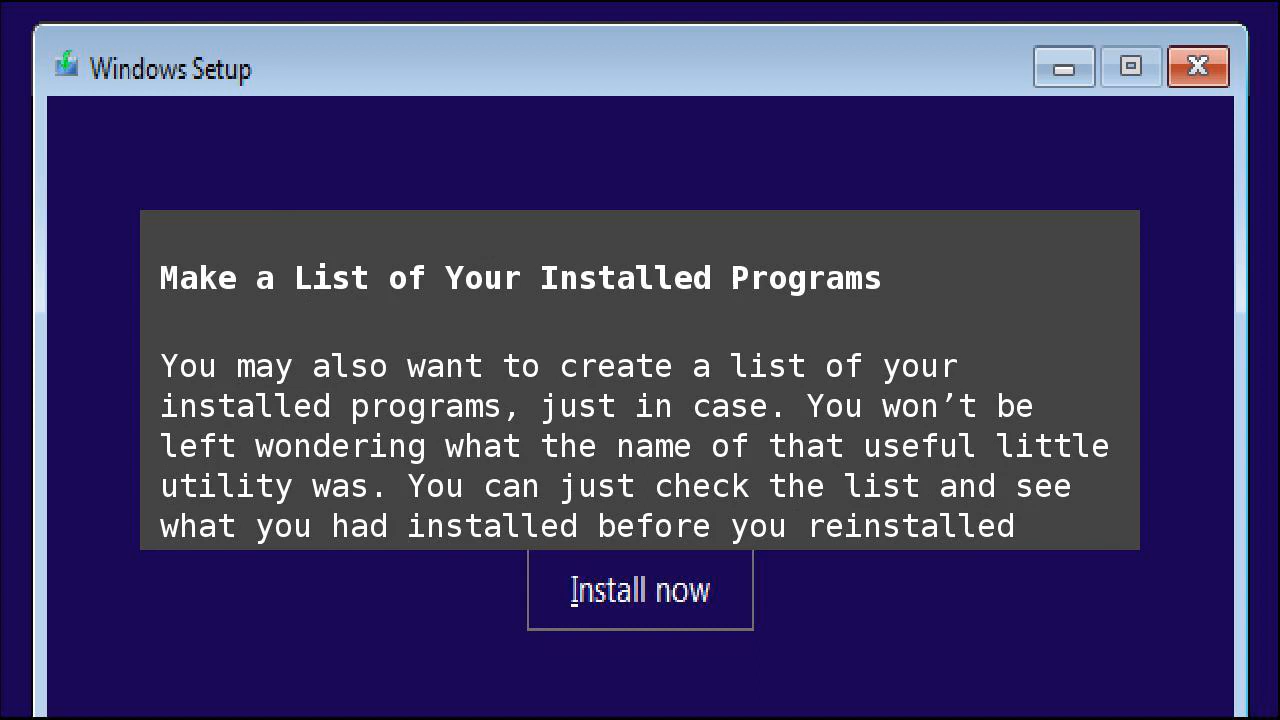 Windows Setup
Make a List of Your Installed Programs
You may also want to create a list of your
installed programs, just in case. You won’t be
left wondering what the name of that useful little
utility was. You can just check the list and see
what you had installed before you reinstalled
Install now